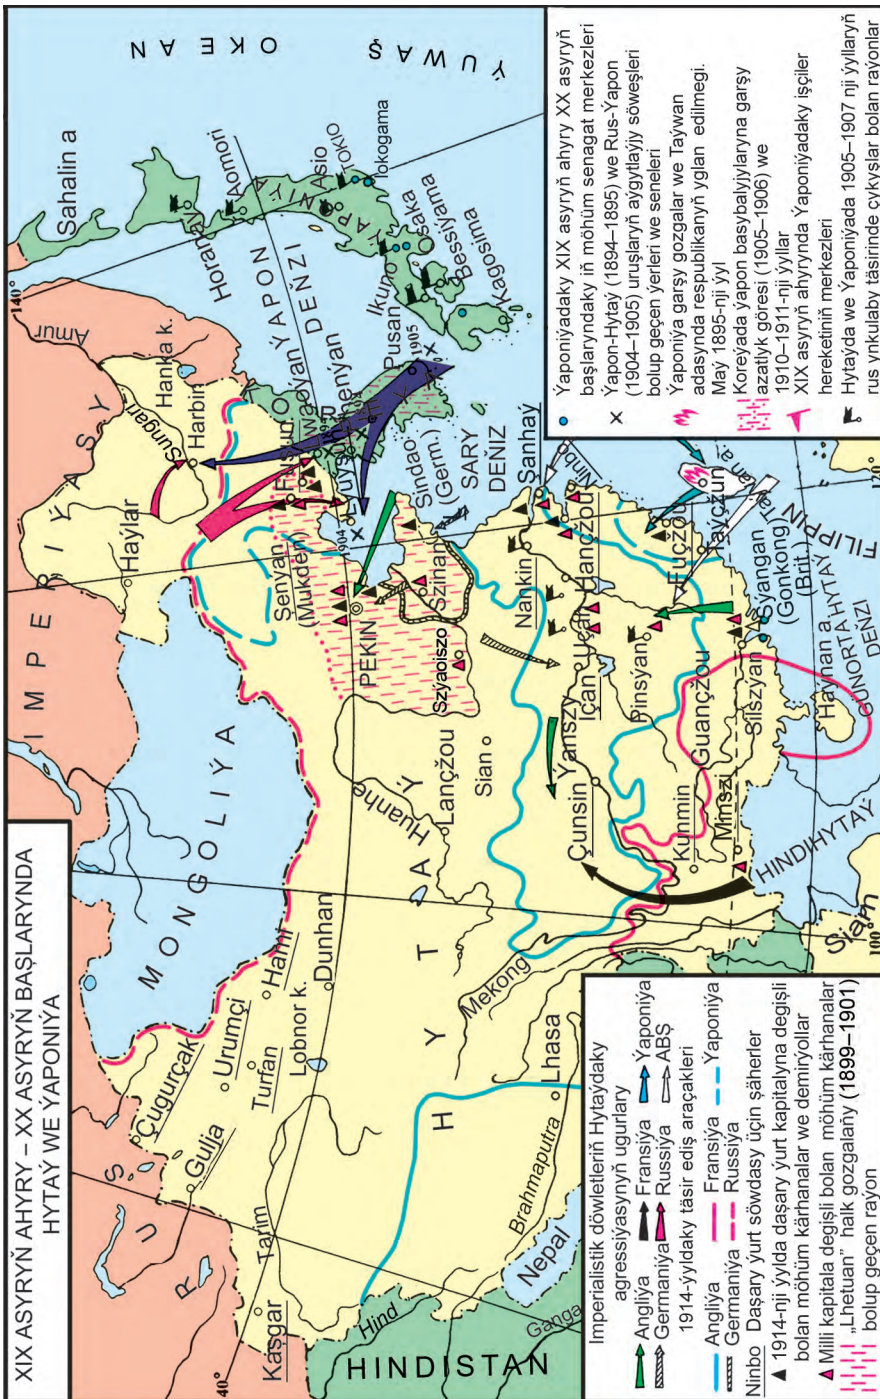 XIX ASYRYŇ AHYRY – XX ASYRYŇ BAŞLARYNDA
HYTAÝ WE ÝAPONIÝA
RUS
IMPERIÝASY
MONGOLIÝA
HYTAÝ
HINDISTAN
Nepal
Siam
HINDIHYTAÝ
ÝAPONIÝA
ÝUWAŞ
OKEAN
ÝAPON
DEŇZI
SARY
DEŇIZ
GÜNORTA HYTAÝ
DENZI
FILIPPIN
140°
120°
100°
40°
Sahalin a
Amur
Hanka k.
Sungari
Harbin
Haýlar
Çugurçak
Gulja
Urumçi
Turfan
Hami
Lobnor k.
Dunhan
Kaşgar
Tarim
Hind
Ganga
Brahmaputra
Lhasa
Mekong
Huanhe
Lançžou
Sian
Şenýan
(Mukden)
PEKIN
1904
1905
Szýaoiszo
Szinan
Sindao
(Germ.)
Pusan
Horanaý
Aomori
Asio
TOKIO
Iokogama
Osaka
Ikuno
Bessiýama
Kagosina
Şanhaý
Ninbo
Nankin
Hançžou
Uçan
Içan
Ýanszy
Çunsin
Pinsýan
Fuçžou
Taýçžun
Guançžou
Sýangan
(Gonkong)
(Brit.)
Silszýan
Haýnan a.
Kunmin
Minszi
Imperialistik döwletleriň Hytaýdaky
agressiýasynyň ugurlary
Angliýa
Fransiýa
Ýaponiýa
Germaniýa
Russiýa
ABŞ
1914-ýyldaky täsir ediş araçakleri
Angliýa
Fransiýa
Ýaponiýa
Germaniýa
Russiýa
Ninbo Daşary ýurt söwdasy üçin şäherler
1914-nji ýylda daşary ýurt kapitalyna degişli
bolan möhüm kärhanalar we demirýollar
Milli kapitala degişli bolan möhüm kärhanalar
„Lhetuan” halk gozgalaňy (1899–1901)
bolup geçen raýon
Ýaponiýadaky XIX asyryň ahyry XX asyryň
başlaryndaky iň möhüm senagat merkezleri
Ýapon-Hytaý (1894–1895) we Rus-Ýapon
(1904–1905) uruşlaryň aýgytlaýjy söweşleri
bolup geçen ýerleri we seneleri
Ýaponiýa garşy gozgalar we Taýwan
adasynda respublikanyň yglan edilmegi.
Maý 1895-nji ýyl
Koreýada ýapon basybalyjylaryna garşy
azatlyk göresi (1905–1906) we
1910–1911-nji ýyllar
XIX asyryň ahyrynda Ýaponiýadaky işçiler
hereketiniň merkezleri
Hytaýda we Ýaponiýada 1905–1907 nji ýyllaryň
rus ynkulaby täsirinde çykyşlar bolan raýonlar